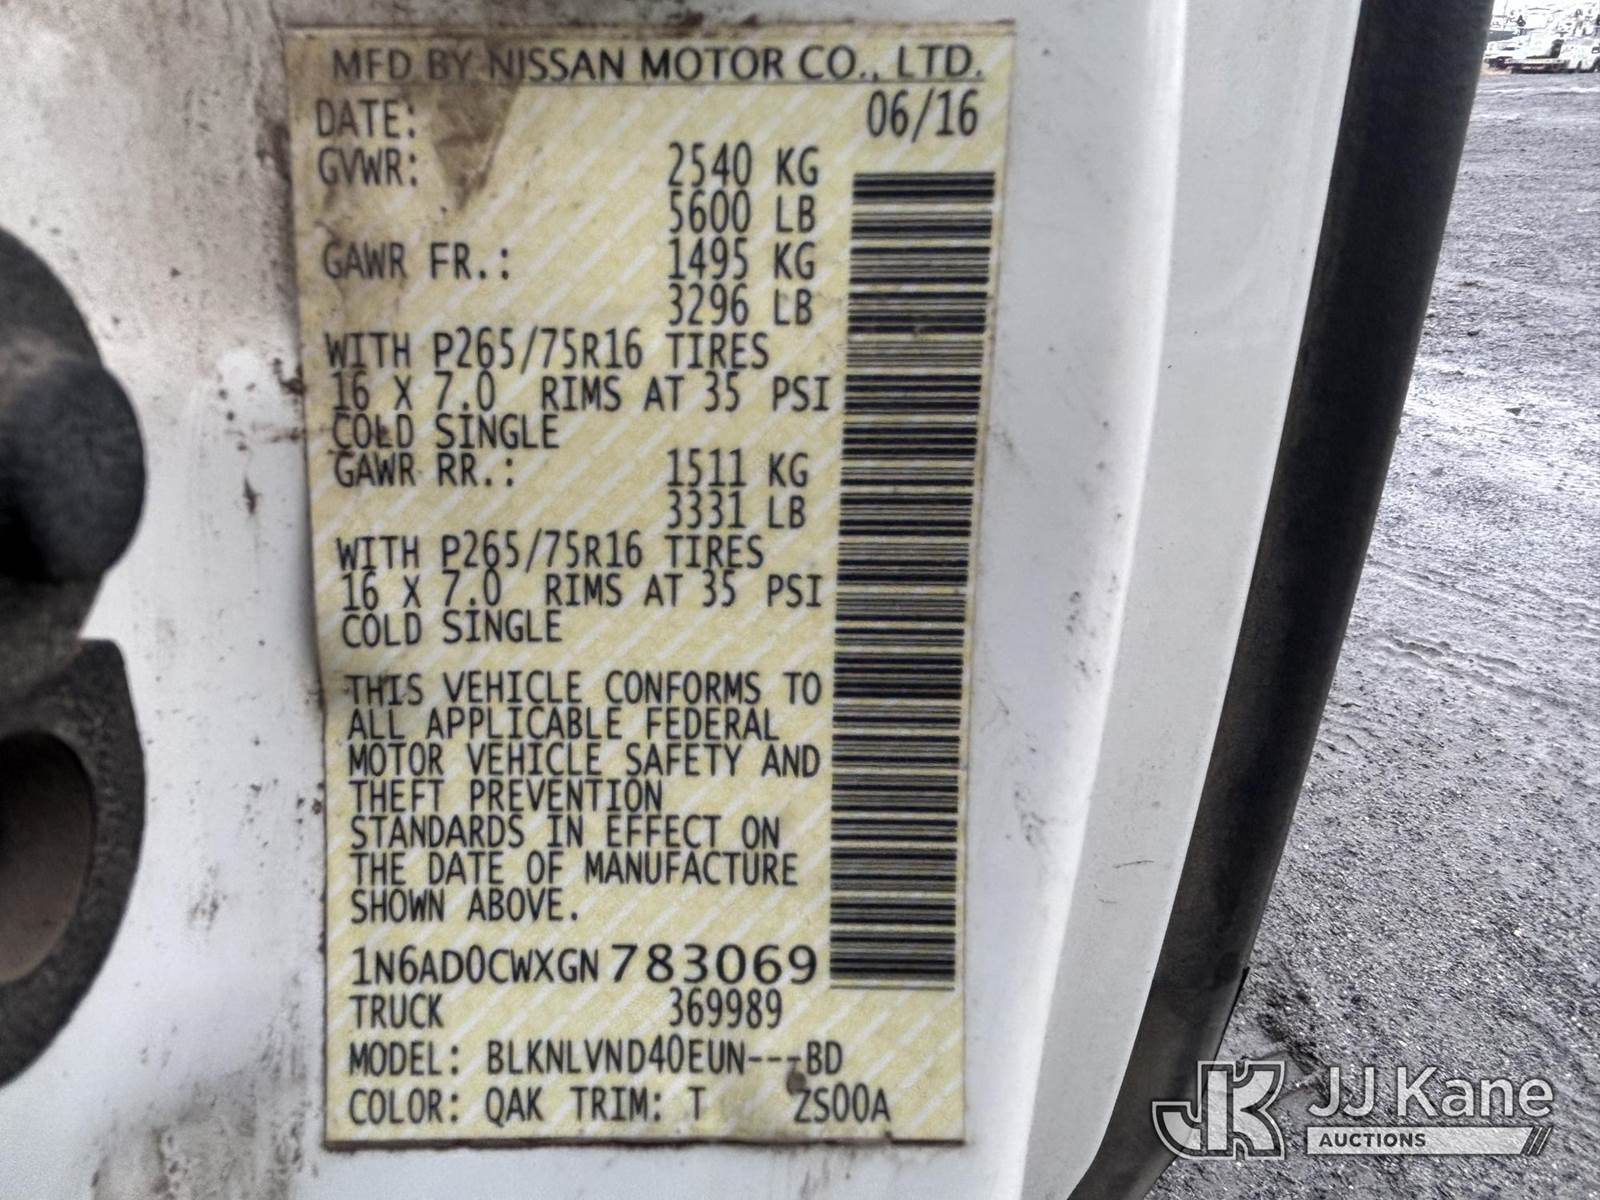 MFD BY NISSAN MOTOR CO., LTD.
DATE: 06/16
GVWR: 2540 KG
5600 LB
GAWR FR.: 1495 KG
3296 LB
WITH P265/75R16 TIRES
16 X 7.0 RIMS AT 35 PSI
COLD SINGLE
GAWR RR.: 1511 KG
3331 LB
WITH P265/75R16 TIRES
16 X 7.0 RIMS AT 35 PSI
COLD SINGLE
THIS VEHICLE CONFORMS TO
ALL APPLICABLE FEDERAL
MOTOR VEHICLE SAFETY AND
THEFT PREVENTION
STANDARDS IN EFFECT ON
THE DATE OF MANUFACTURE
SHOWN ABOVE.
1N6AD0CWXGN783069
TRUCK 369989
MODEL: BLKNLVND40EUN---BD
COLOR: QAK TRIM: T ZS00A
JK JJ Kane
AUCTIONS